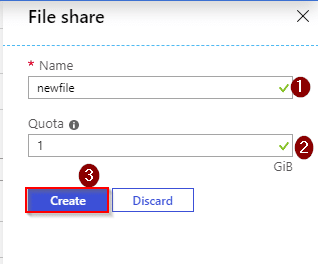 File share
* Name
newfile
1
Quota
1
2
GiB
3
Create Discard